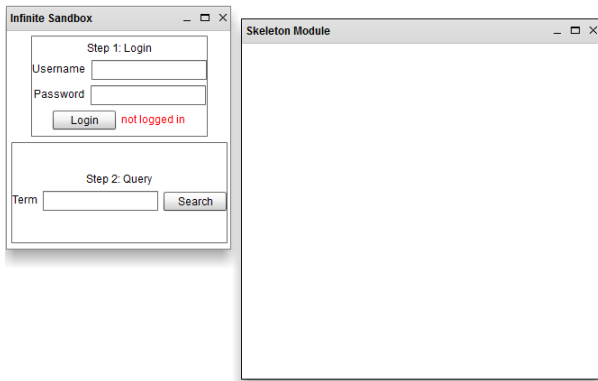 Infinite Sandbox
Step 1: Login
Username
Password
Login not logged in
Step 2: Query
Term Search
Skeleton Module